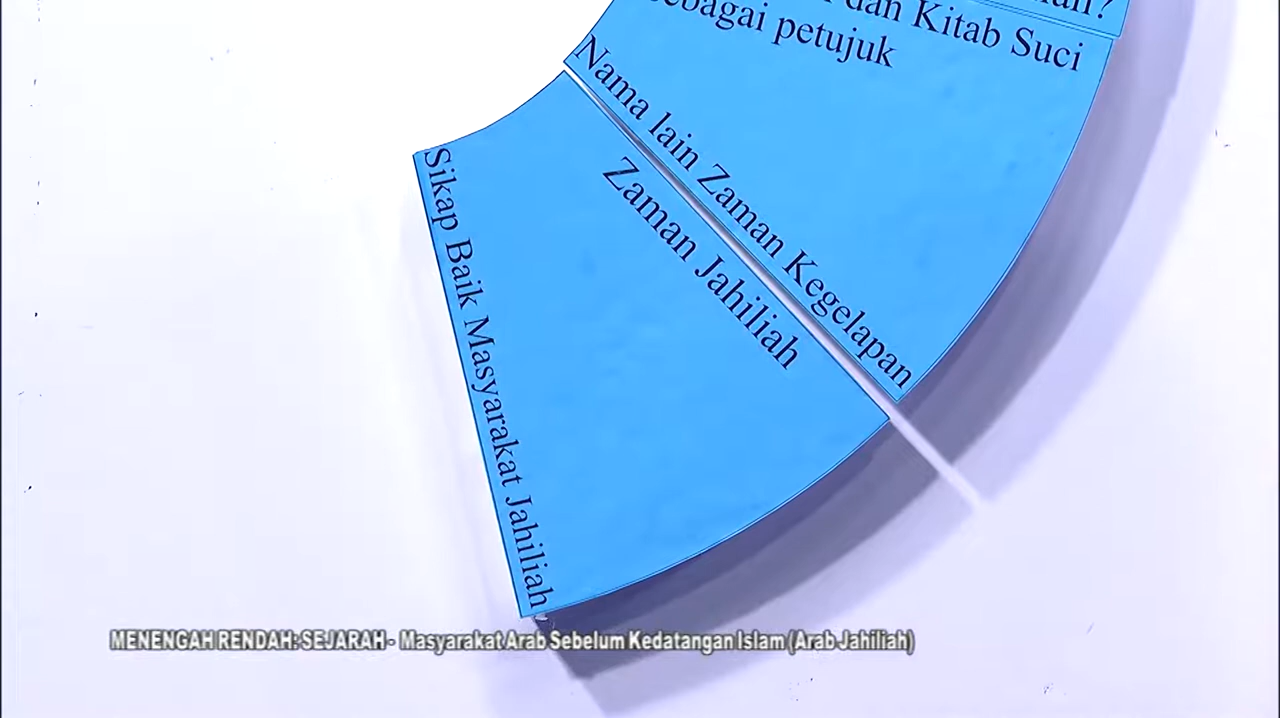 dan Kitab Suci
sebagai petujuk
Nama lain Zaman Kegelapan
Zaman Jahiliah
Sikap Baik Masyarakat Jahiliah
MENENGAH RENDAH: SEJARAH - Masyarakat Arab Sebelum Kedatangan Islam (Arab Jahiliah)